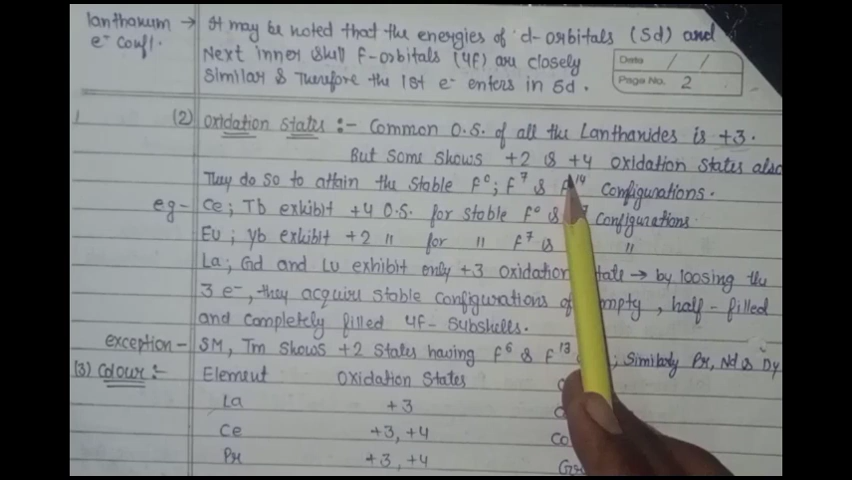 lanthanum → It may be noted that the energies of d-orbitals (5d) and
e⁻ confi. Next inner shell f-orbitals (4f) are closely
similar & Therefore the 1st e⁻ enters in 5d.
Date / /
Page No. 2
(2) Oxidation States :- Common O.S. of all the Lanthanides is +3.
But Some shows +2 & +4 oxidation states also
They do so to attain the stable f⁰; f⁷ & f¹⁴ Configurations.
eg- Ce; Tb exhibit +4 O.S. for stable f⁰ & Configurations.
Eu; Yb exhibit +2 " for " f⁷ & "
La; Gd and Lu exhibit only +3 oxidation → by loosing the
3 e⁻, they acquire stable configurations of empty, half-filled
and completely filled 4f-subshells.
exception - SM, Tm shows +2 States having f⁶ & f¹³ ; Similarly Pr, Nd & Dy
(3) Colour :- Element Oxidation States
La +3
Ce +3, +4
Pr +3, +4